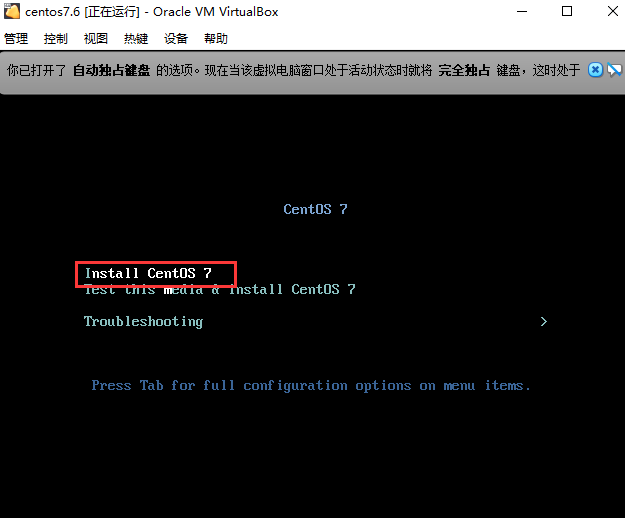 centos7.6 [正在运行] - Oracle VM VirtualBox
管理 控制 视图 热键 设备 帮助
你已打开了 自动独占键盘 的选项。现在当该虚拟电脑窗口处于活动状态时就将 完全独占 键盘，这时处于
CentOS 7
Install CentOS 7
Test this media & install CentOS 7
Troubleshooting >
Press Tab for full configuration options on menu items.